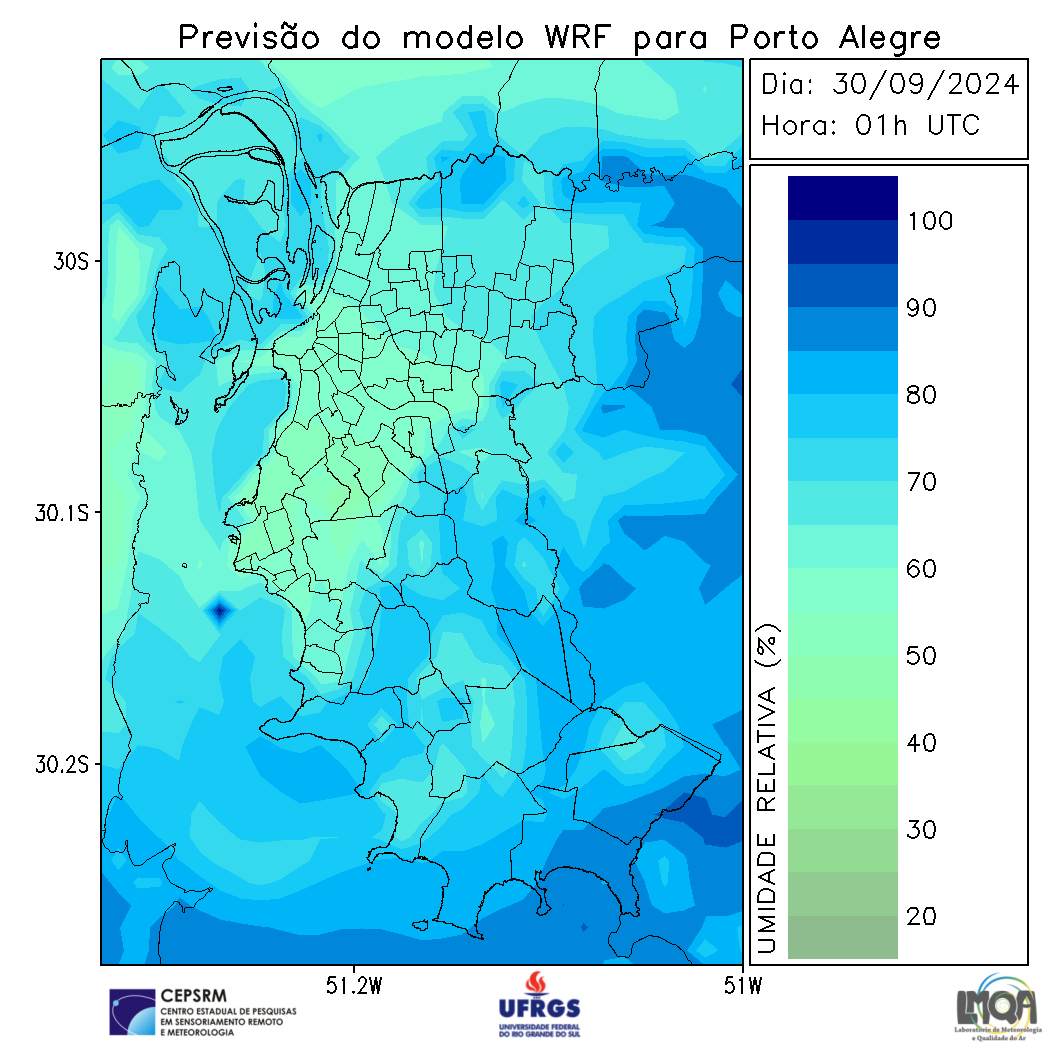 Previsão do modelo WRF para Porto Alegre
Dia: 30/09/2024
Hora: 01h UTC
30S
30.1S
30.2S
51.2W
51W
UMIDADE RELATIVA (%)
100
90
80
70
60
50
40
30
20
CEPSRM
CENTRO ESTADUAL DE PESQUISAS
EM SENSORIAMENTO REMOTO
E METEOROLOGIA
UFRGS
UNIVERSIDADE FEDERAL
DO RIO GRANDE DO SUL
LMQA
Laboratório de Meteorologia
e Qualidade do Ar